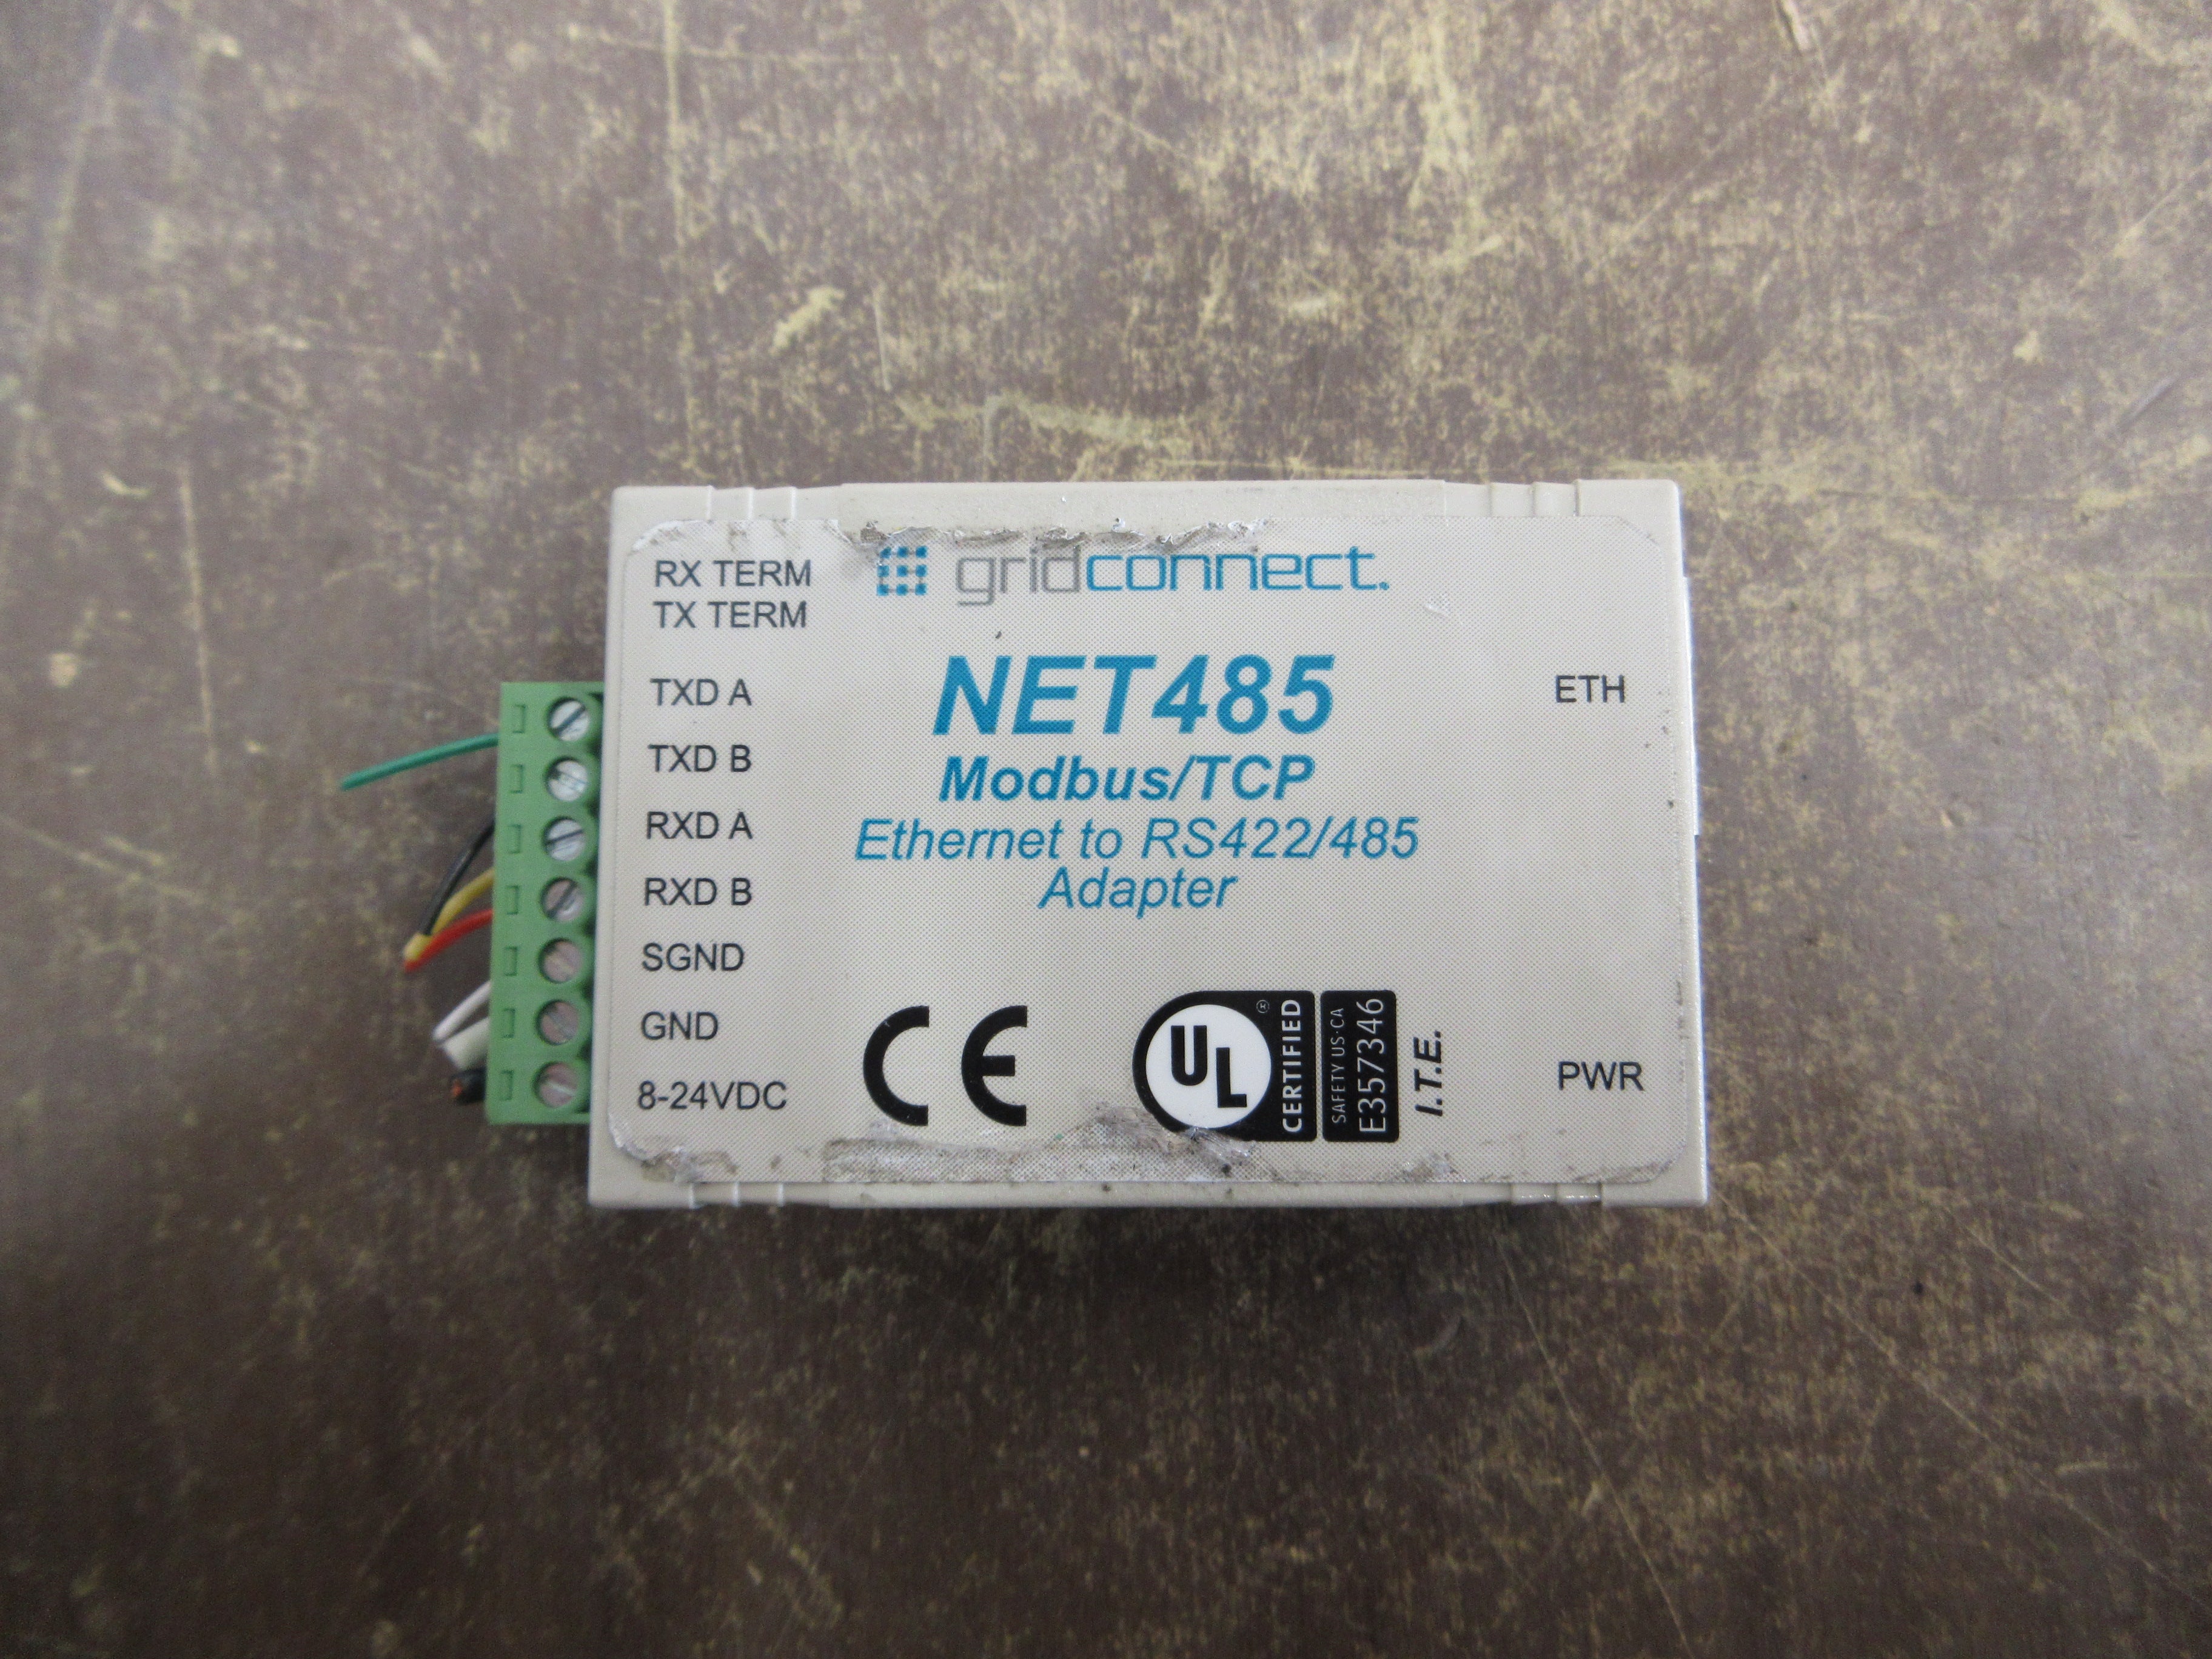 RX TERM
TX TERM
gridconnect.
TXD A
TXD B
RXD A
RXD B
SGND
GND
8-24VDC
NET485
Modbus/TCP
Ethernet to RS422/485
Adapter
ETH
CE
UL
®
CERTIFIED
SAFETY US·CA
E357346
I.T.E.
PWR